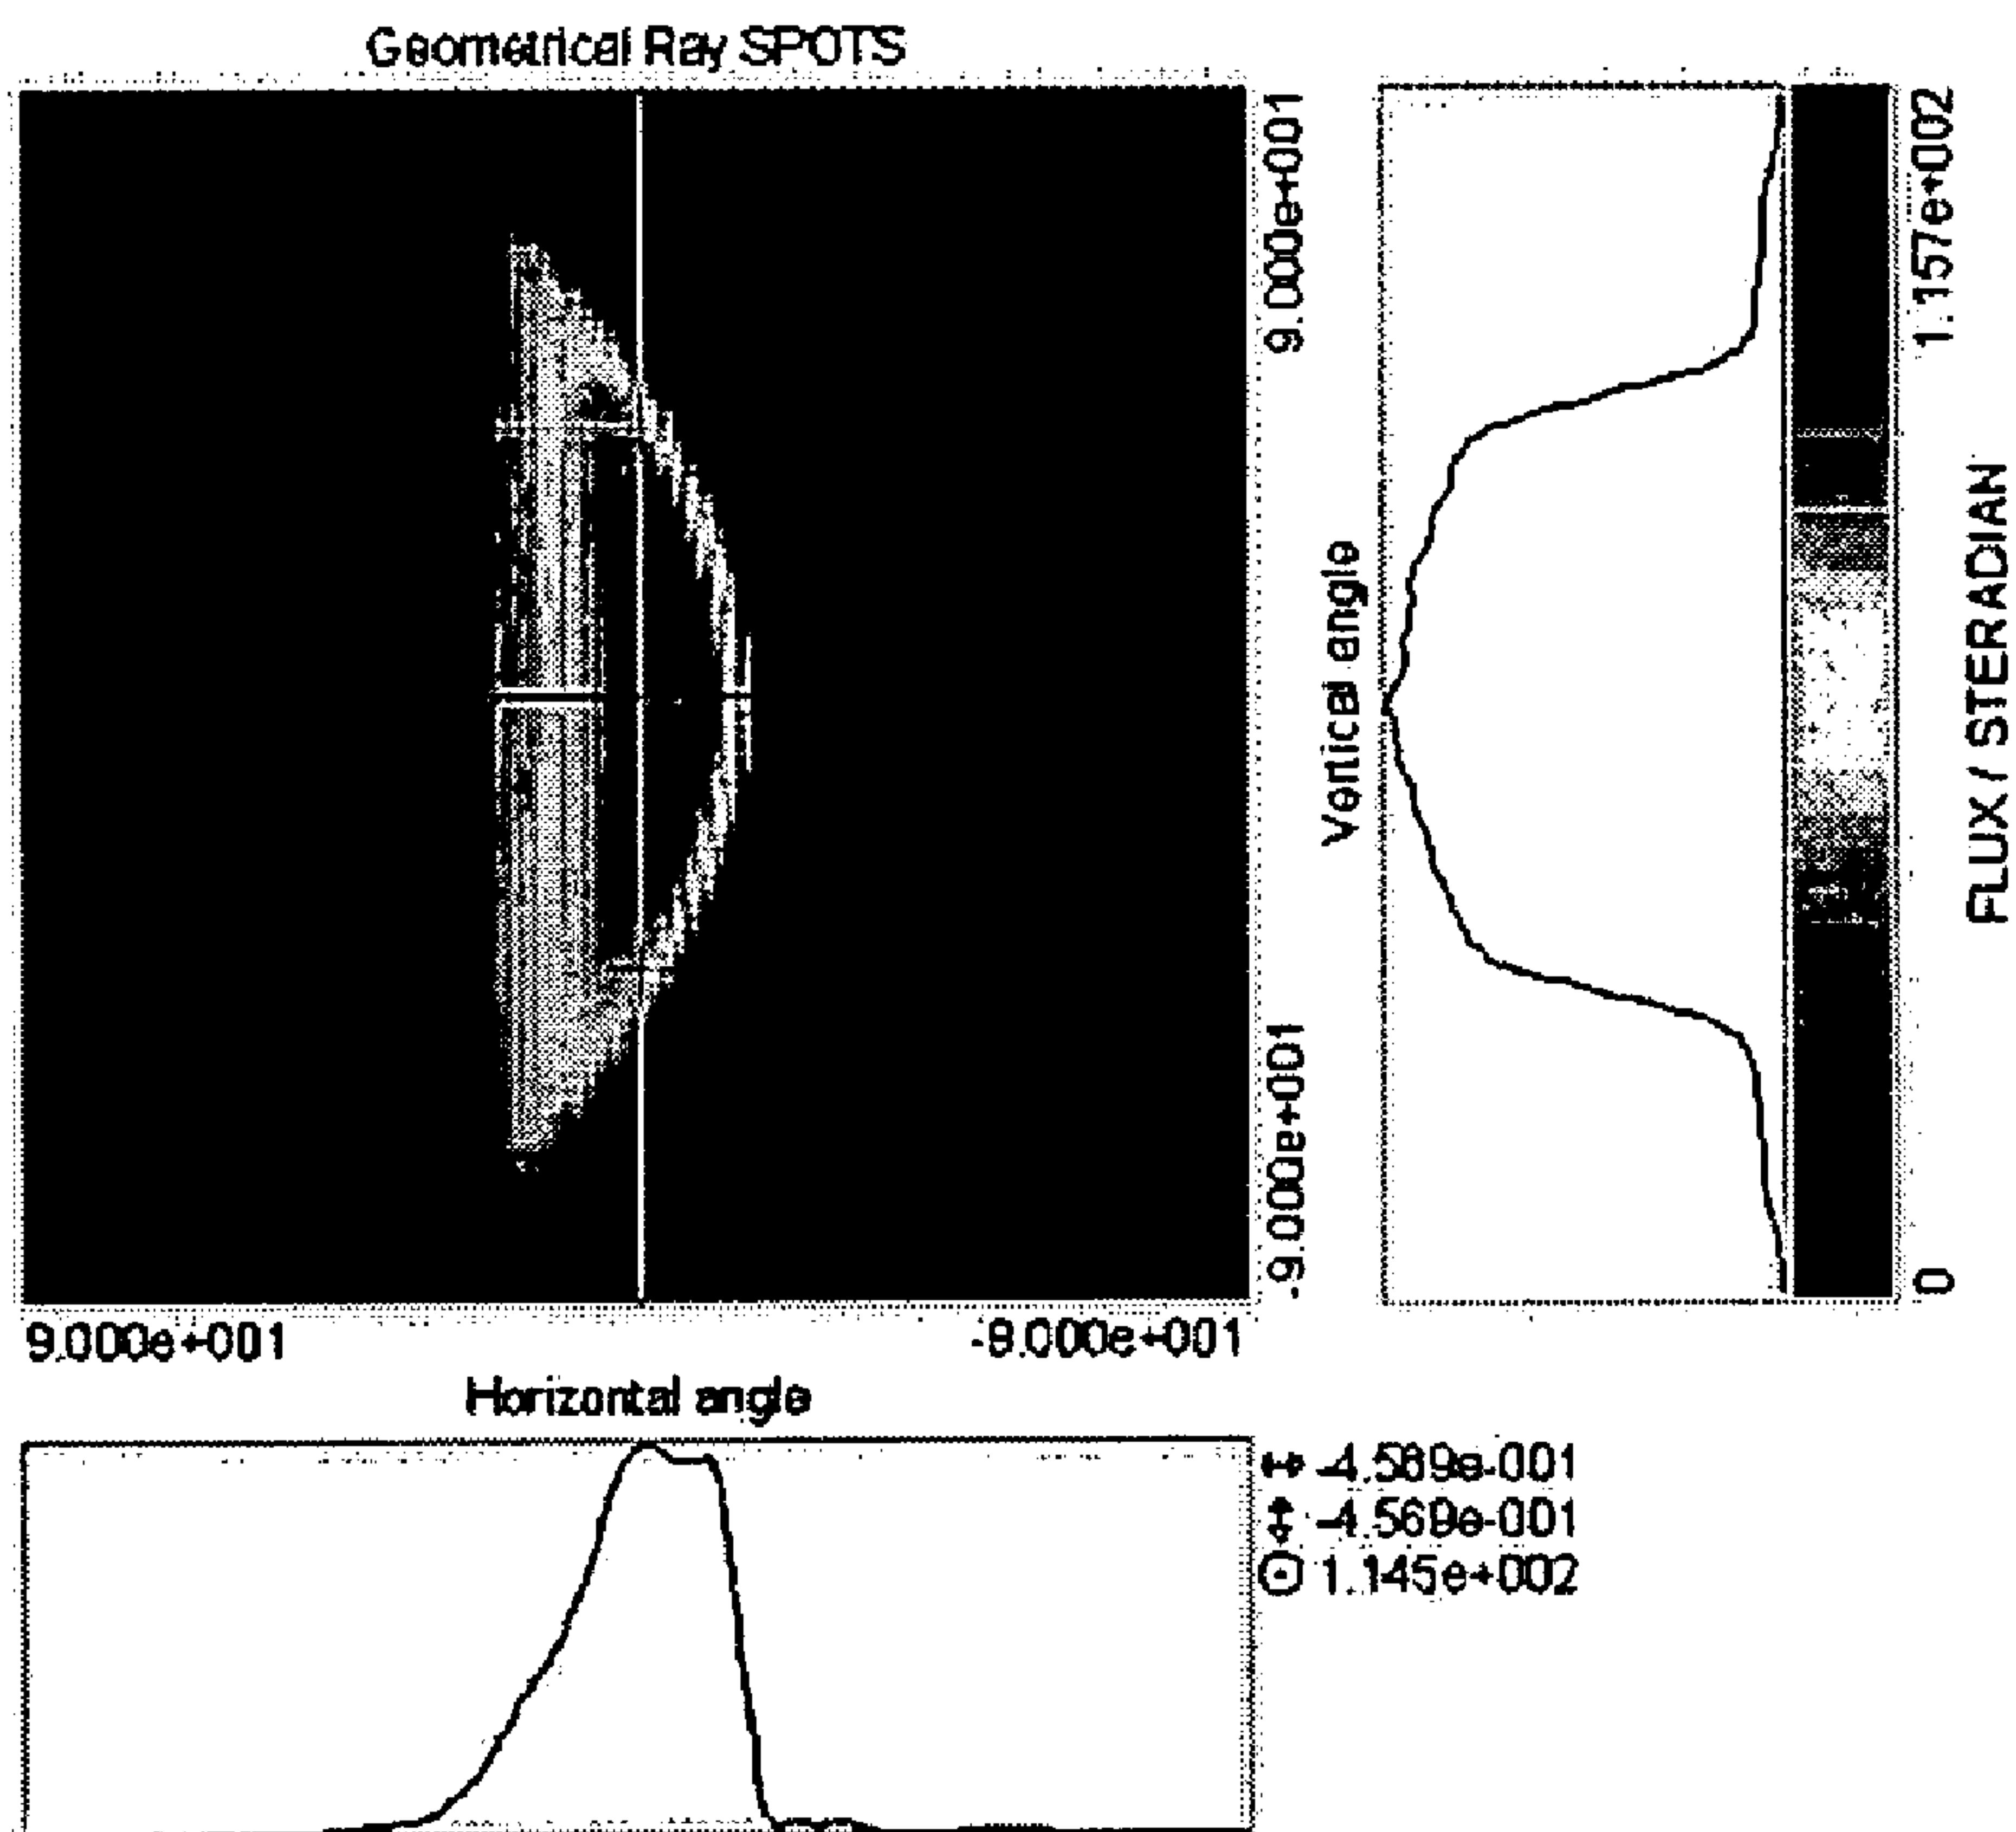 Geometrical Ray SPOTS
9.000e+001
Vertical angle
-9.000e+001
1.157e+002
FLUX / STERADIAN
0
9.000e+001 -9.000e+001
Horizontal angle
-4.569e-001
-4.569e-001
1.145e+002